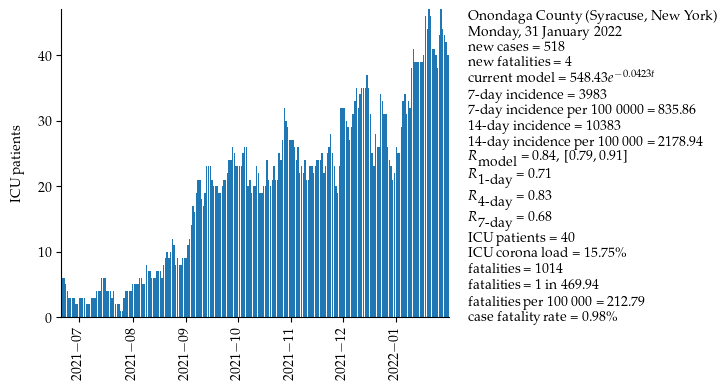 Onondaga County (Syracuse, New York)
Monday, 31 January 2022
new cases = 518
new fatalities = 4
current model = 548.43e^{−0.0423t}
7-day incidence = 3983
7-day incidence per 100 0000 = 835.86
14-day incidence = 10383
14-day incidence per 100 000 = 2178.94
R_model = 0.84, [0.79, 0.91]
R_1-day = 0.71
R_4-day = 0.83
R_7-day = 0.68
ICU patients = 40
ICU corona load = 15.75%
fatalities = 1014
fatalities = 1 in 469.94
fatalities per 100 000 = 212.79
case fatality rate = 0.98%
ICU patients
40
30
20
10
0
2021−07
2021−08
2021−09
2021−10
2021−11
2021−12
2022−01